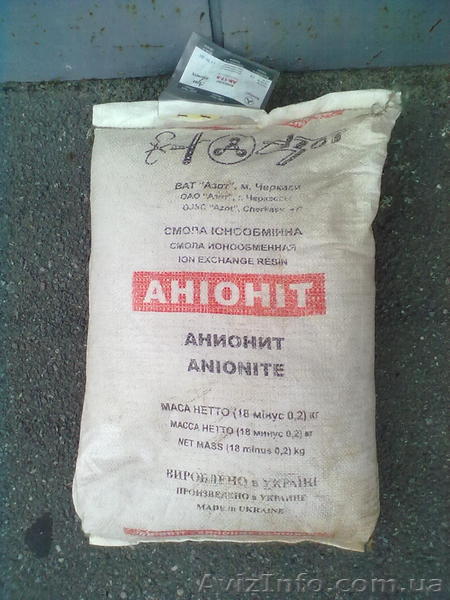 ВАТ "Азот", м. Черкаси
ОАО "Азот", г. Черкассы
OJSC "Azot", Cherkasy
СМОЛА ІОНООБМІННА
СМОЛА ИОНООБМЕННАЯ
ION EXCHANGE RESIN
АНІОНІТ
АНИОНИТ
ANIONITE
МАСА НЕТТО (18 мінус 0,2) кг
МАССА НЕТТО (18 минус 0,2) кг
NET MASS (18 minus 0,2) kg
ВИРОБЛЕНО в УКРАЇНІ
ПРОИЗВЕДЕНО в УКРАИНЕ
MADE in UKRAINE
AvizInfo.com.ua